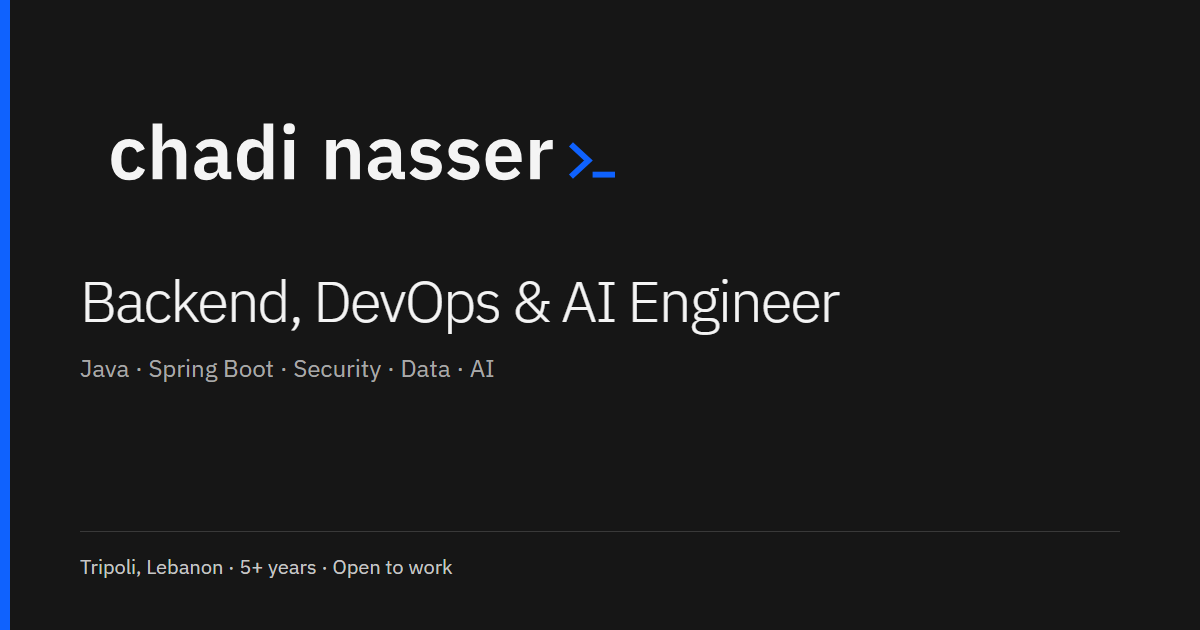 chadi nasser>_
Backend, DevOps & AI Engineer
Java · Spring Boot · Security · Data · AI
Tripoli, Lebanon · 5+ years · Open to work